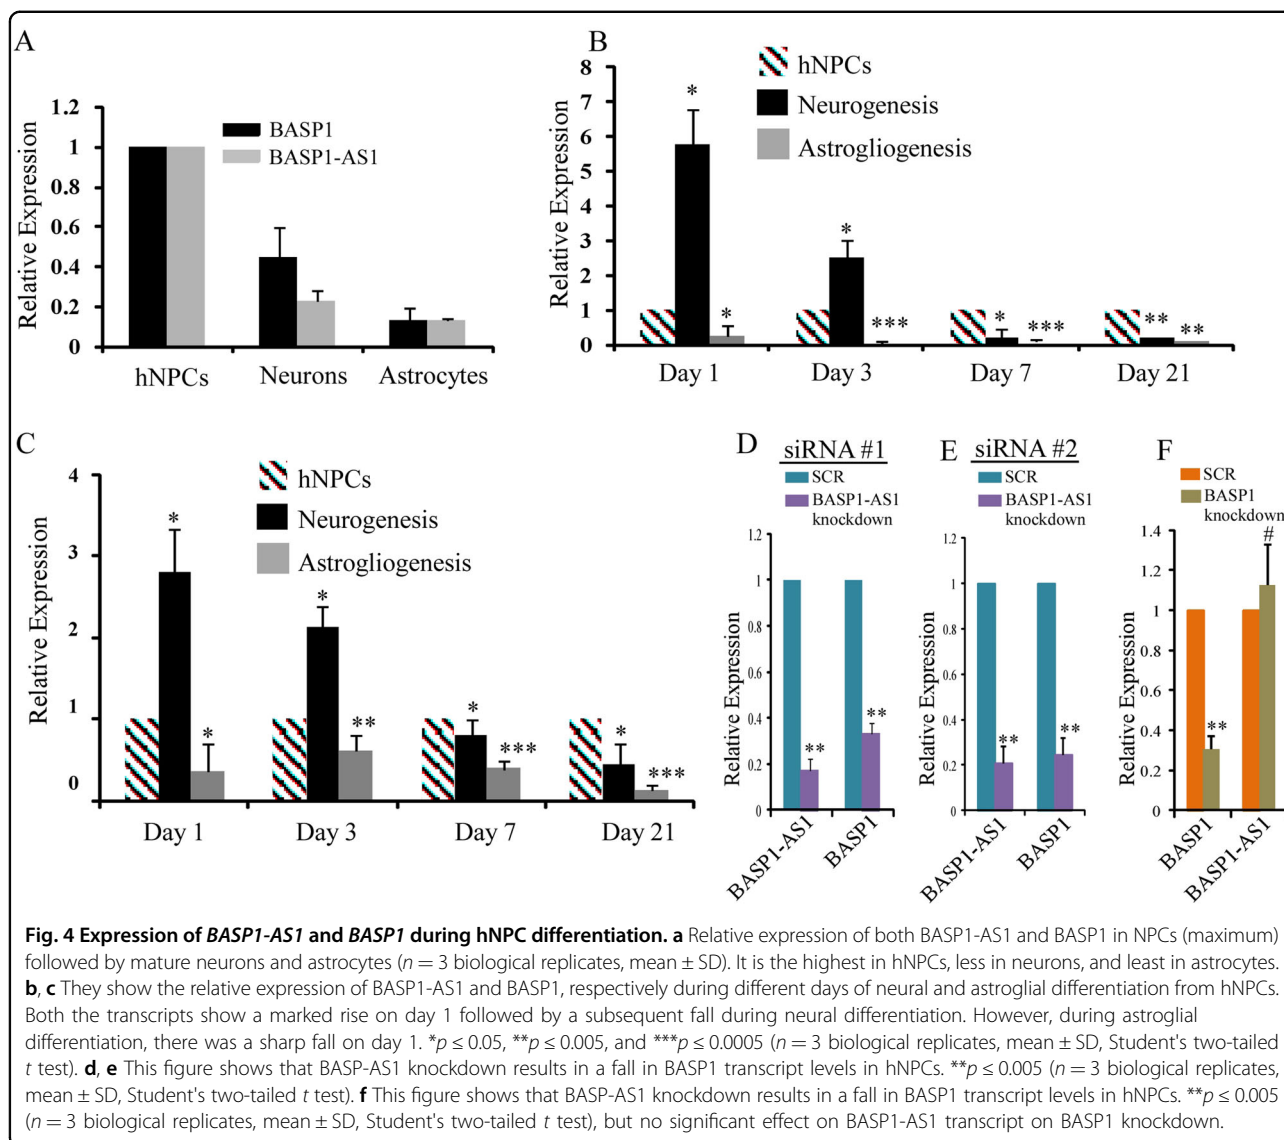 A
1.2
1
0.8
0.6
0.4
0.2
0
Relative Expression
BASP1
BASP1-AS1
hNPCs Neurons Astrocytes
B
8
7
6
5
4
3
2
1
0
Relative Expression
hNPCs
Neurogenesis
Astrogliogenesis
* * * *** * *** ** **
Day 1 Day 3 Day 7 Day 21
C
4
3
2
1
0
Relative Expression
hNPCs
Neurogenesis
Astrogliogenesis
* * * ** * *** * ***
Day 1 Day 3 Day 7 Day 21
D
siRNA #1
SCR
BASP1-AS1
knockdown
1.2
1
0.8
0.6
0.4
0.2
0
Relative Expression
** **
BASP1-AS1 BASP1
E
siRNA #2
SCR
BASP1-AS1
knockdown
1.2
1
0.8
0.6
0.4
0.2
0
Relative Expression
** **
BASP1-AS1 BASP1
F
SCR
BASP1
knockdown
1.4
1.2
1
0.8
0.6
0.4
0.2
0
Relative Expression
** #
BASP1 BASP1-AS1
Fig. 4 Expression of BASP1-AS1 and BASP1 during hNPC differentiation. a Relative expression of both BASP1-AS1 and BASP1 in NPCs (maximum)
followed by mature neurons and astrocytes (n = 3 biological replicates, mean ± SD). It is the highest in hNPCs, less in neurons, and least in astrocytes.
b, c They show the relative expression of BASP1-AS1 and BASP1, respectively during different days of neural and astroglial differentiation from hNPCs.
Both the transcripts show a marked rise on day 1 followed by a subsequent fall during neural differentiation. However, during astroglial
differentiation, there was a sharp fall on day 1. *p ≤ 0.05, **p ≤ 0.005, and ***p ≤ 0.0005 (n = 3 biological replicates, mean ± SD, Student's two-tailed
t test). d, e This figure shows that BASP-AS1 knockdown results in a fall in BASP1 transcript levels in hNPCs. **p ≤ 0.005 (n = 3 biological replicates,
mean ± SD, Student's two-tailed t test). f This figure shows that BASP-AS1 knockdown results in a fall in BASP1 transcript levels in hNPCs. **p ≤ 0.005
(n = 3 biological replicates, mean ± SD, Student's two-tailed t test), but no significant effect on BASP1-AS1 transcript on BASP1 knockdown.